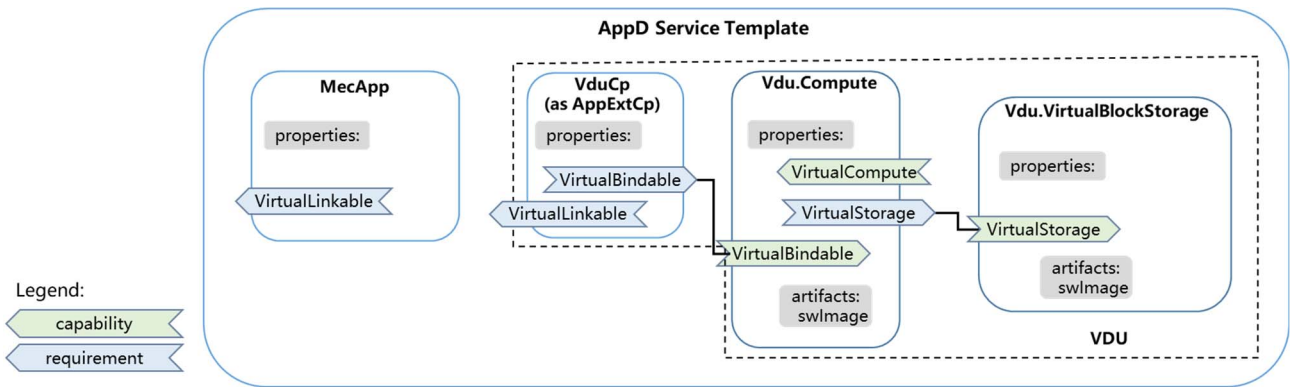 AppD Service Template
MecApp
properties:
VirtualLinkable
VduCp
(as AppExtCp)
properties:
VirtualBindable
VirtualLinkable
Vdu.Compute
properties:
VirtualCompute
VirtualStorage
VirtualBindable
artifacts:
swImage
Vdu.VirtualBlockStorage
properties:
VirtualStorage
artifacts:
swImage
VDU
Legend:
capability
requirement